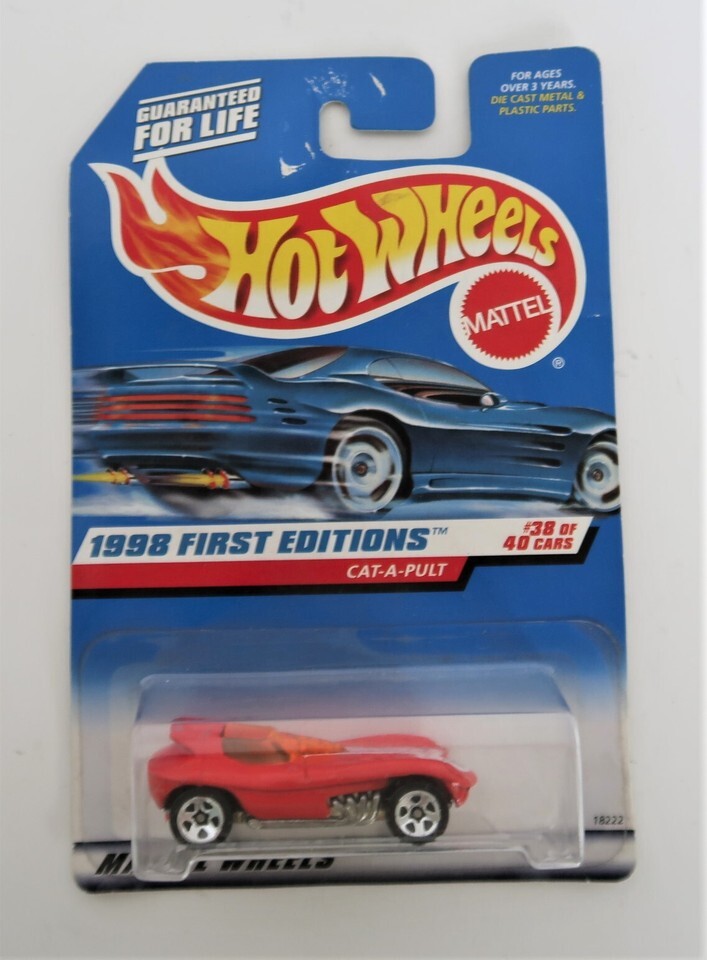 GUARANTEED
FOR LIFE
FOR AGES
OVER 3 YEARS.
DIE CAST METAL &
PLASTIC PARTS.
HOT WHEELS
MATTEL
®
1998 FIRST EDITIONS™
#38 OF
40 CARS
CAT-A-PULT
18222
WHEELS